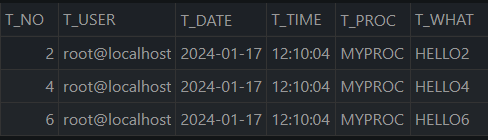 T_NO T_USER T_DATE T_TIME T_PROC T_WHAT
2 root@localhost 2024-01-17 12:10:04 MYPROC HELLO2
4 root@localhost 2024-01-17 12:10:04 MYPROC HELLO4
6 root@localhost 2024-01-17 12:10:04 MYPROC HELLO6